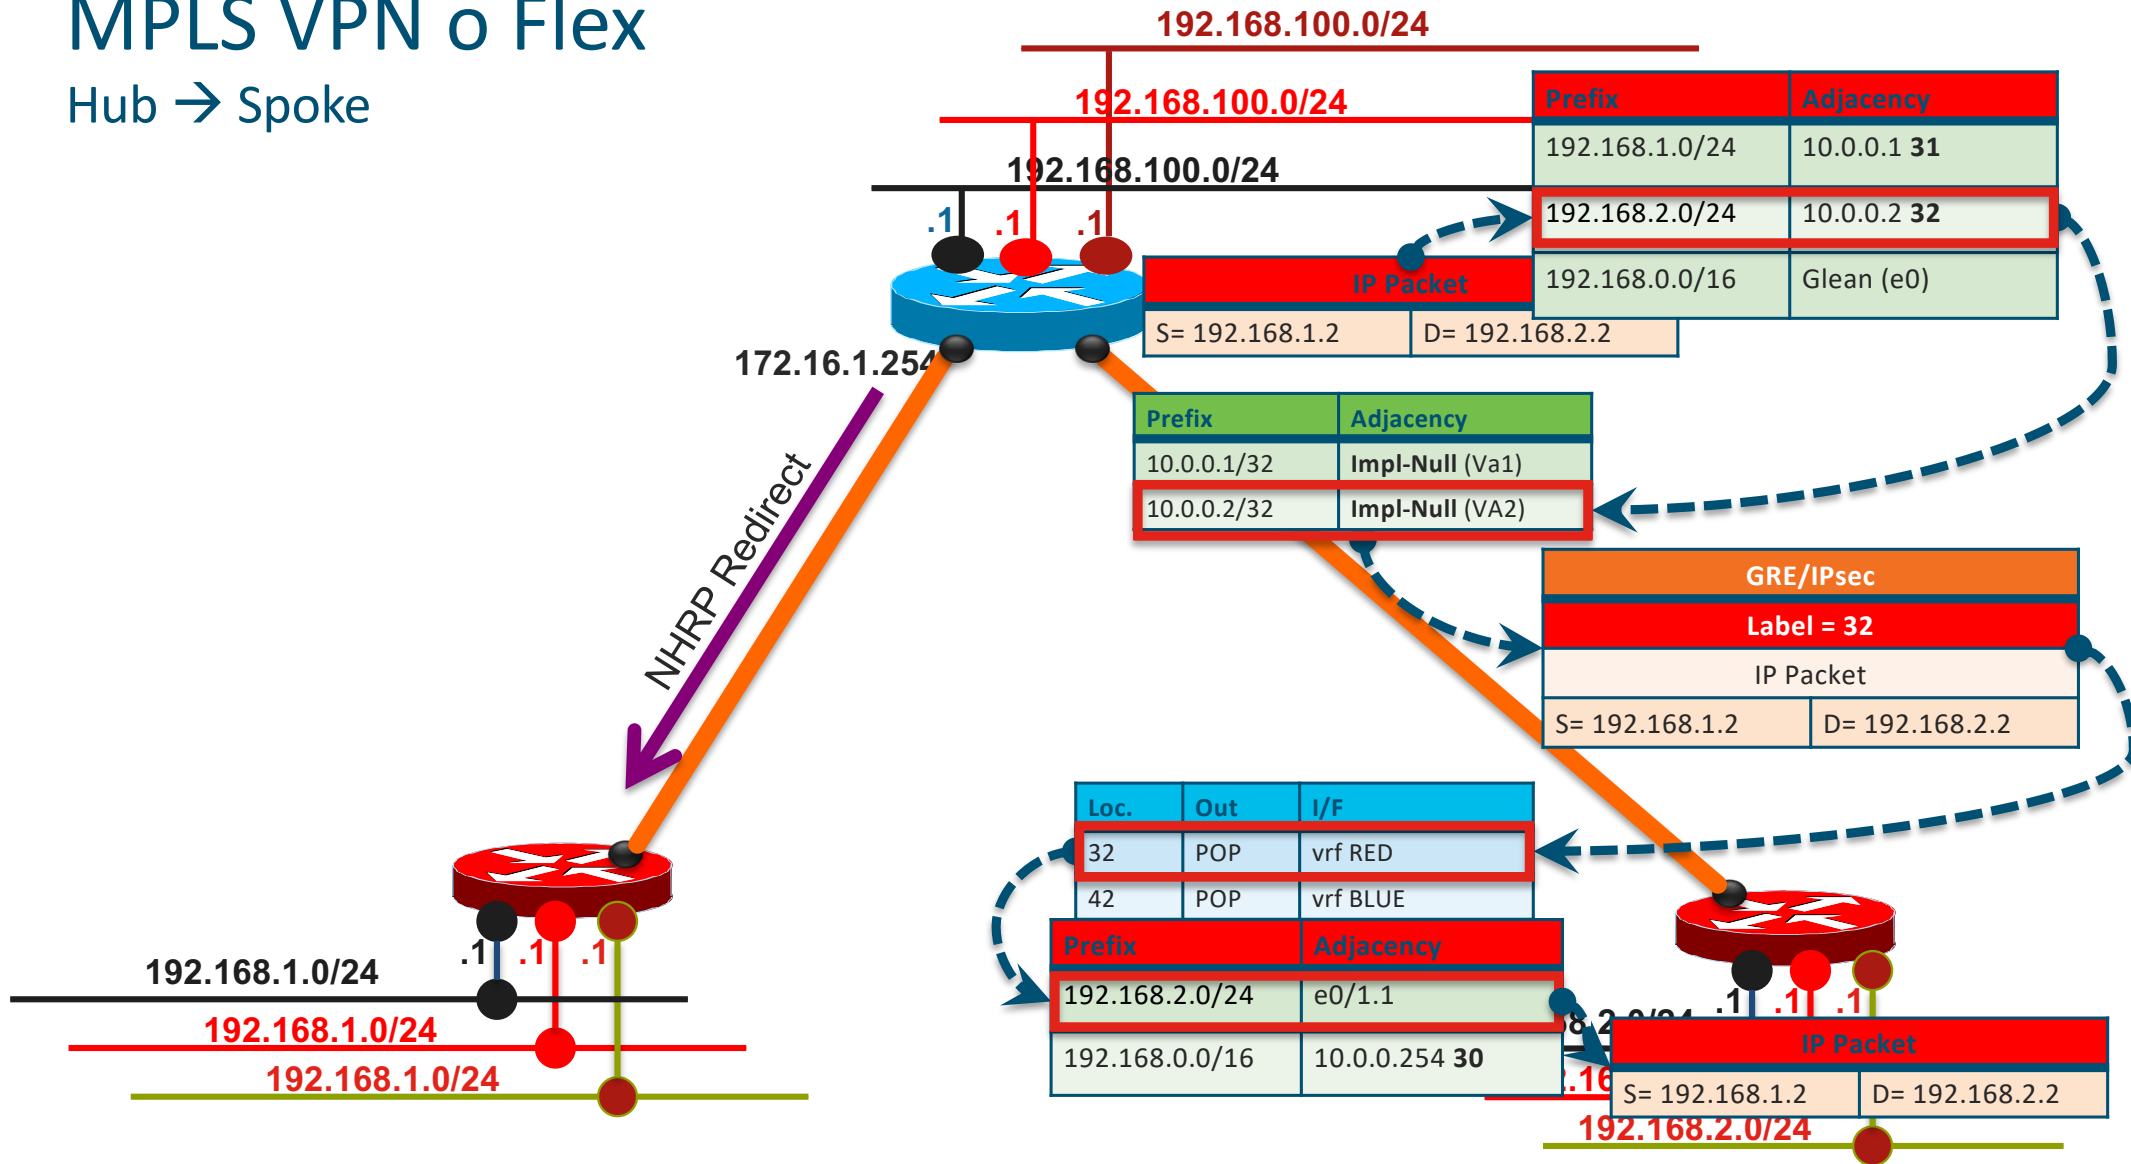 MPLS VPN o Flex
Hub → Spoke
192.168.100.0/24
192.168.100.0/24
192.168.100.0/24
.1 .1 .1
Prefix Adjacency
192.168.1.0/24 10.0.0.1 31
192.168.2.0/24 10.0.0.2 32
192.168.0.0/16 Glean (e0)
IP Packet
S= 192.168.1.2 D= 192.168.2.2
172.16.1.254
NHRP Redirect
Prefix Adjacency
10.0.0.1/32 Impl-Null (Va1)
10.0.0.2/32 Impl-Null (VA2)
GRE/IPsec
Label = 32
IP Packet
S= 192.168.1.2 D= 192.168.2.2
Loc. Out I/F
32 POP vrf RED
42 POP vrf BLUE
Prefix Adjacency
192.168.2.0/24 e0/1.1
192.168.0.0/16 10.0.0.254 30
.1 .1 .1
192.168.1.0/24
192.168.1.0/24
192.168.1.0/24
.1 .1 .1
IP Packet
S= 192.168.1.2 D= 192.168.2.2
192.168.2.0/24